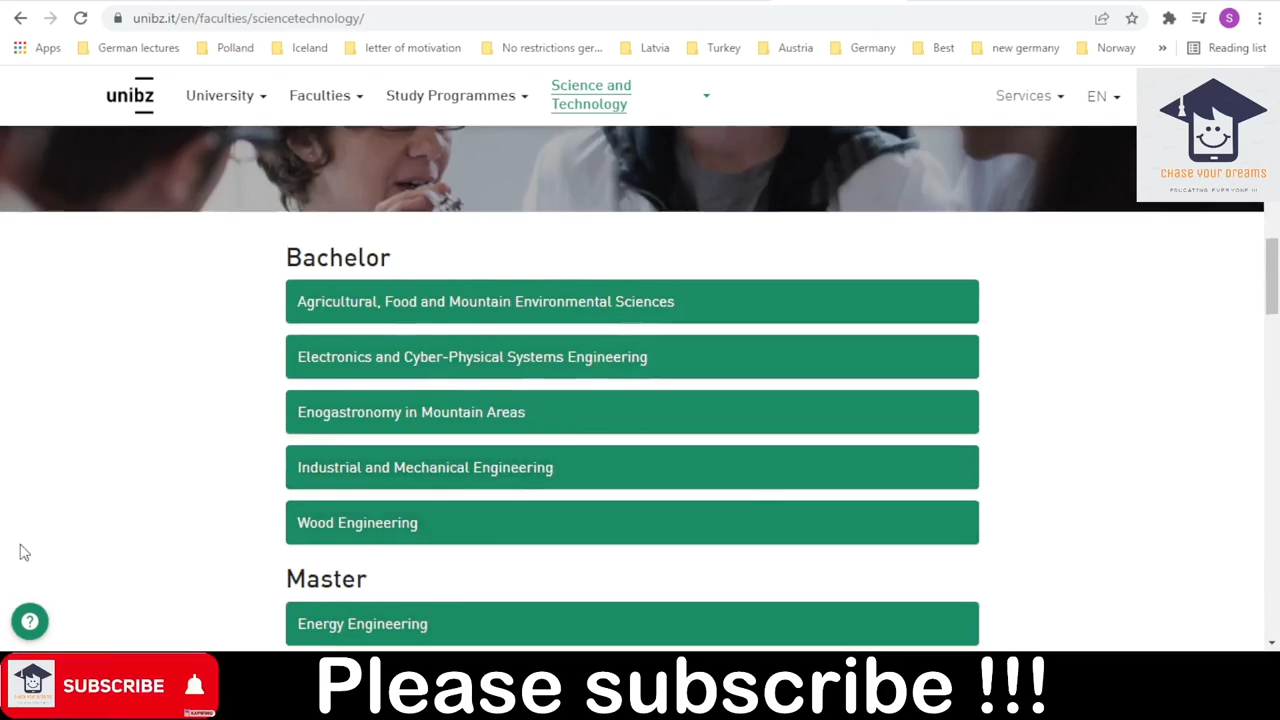 unibz.it/en/faculties/sciencetechnology/
S
Apps
German lectures
Polland
Iceland
letter of motivation
No restrictions ger...
Latvia
Turkey
Austria
Germany
Best
new germany
Norway
»
Reading list
unibz
University
Faculties
Study Programmes
Science and
Technology
Services
EN
CHASE YOUR DREAMS
EDUCATING EVERYONE !!!
Bachelor
Agricultural, Food and Mountain Environmental Sciences
Electronics and Cyber-Physical Systems Engineering
Enogastronomy in Mountain Areas
Industrial and Mechanical Engineering
Wood Engineering
Master
Energy Engineering
?
SUBSCRIBE
Please subscribe !!!